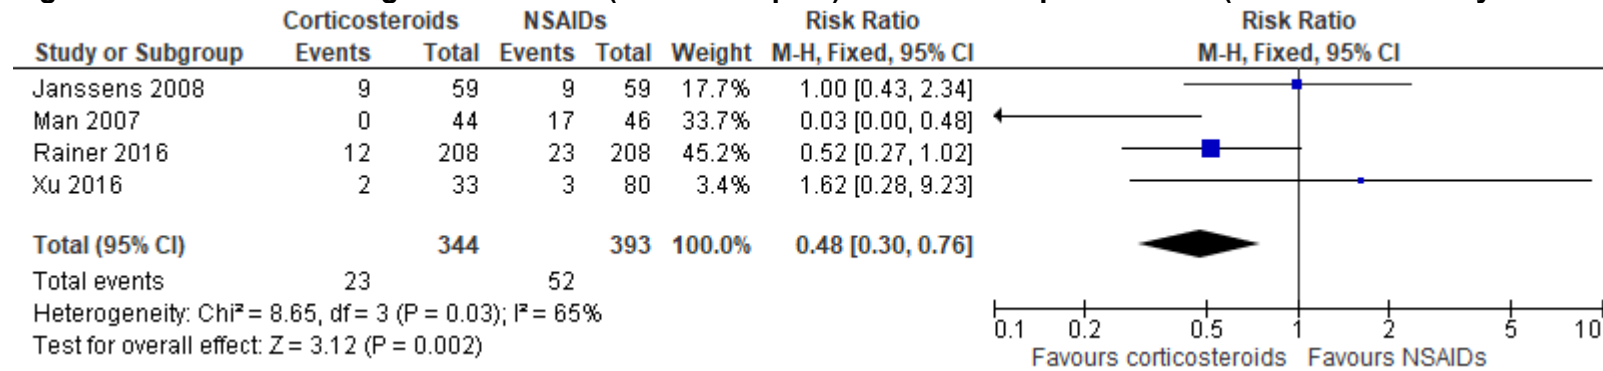 Corticosteroids NSAIDs Risk Ratio Risk Ratio
Study or Subgroup Events Total Events Total Weight M-H, Fixed, 95% CI M-H, Fixed, 95% CI
Janssens 2008 9 59 9 59 17.7% 1.00 [0.43, 2.34]
Man 2007 0 44 17 46 33.7% 0.03 [0.00, 0.48]
Rainer 2016 12 208 23 208 45.2% 0.52 [0.27, 1.02]
Xu 2016 2 33 3 80 3.4% 1.62 [0.28, 9.23]
Total (95% CI) 344 393 100.0% 0.48 [0.30, 0.76]
Total events 23 52
Heterogeneity: Chi² = 8.65, df = 3 (P = 0.03); I² = 65%
Test for overall effect: Z = 3.12 (P = 0.002)
0.1 0.2 0.5 1 2 5 10
Favours corticosteroids Favours NSAIDs